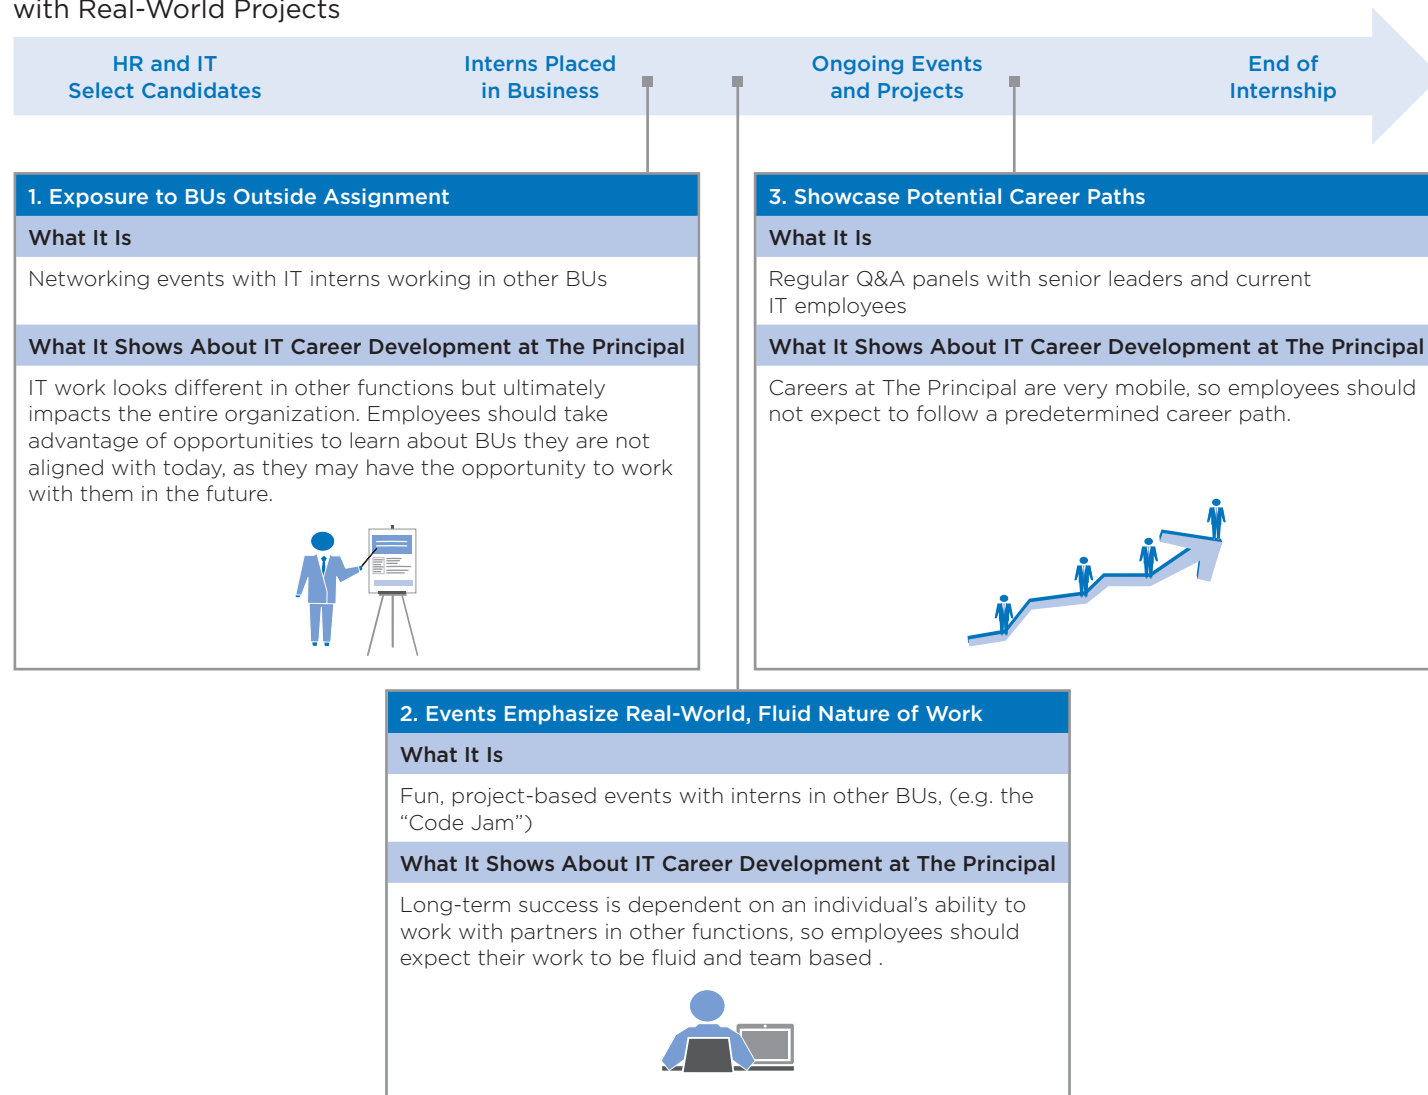 with Real-World Projects
HR and IT
Select Candidates
Interns Placed
in Business
Ongoing Events
and Projects
End of
Internship
1. Exposure to BUs Outside Assignment
What It Is
Networking events with IT interns working in other BUs
What It Shows About IT Career Development at The Principal
IT work looks different in other functions but ultimately
impacts the entire organization. Employees should take
advantage of opportunities to learn about BUs they are not
aligned with today, as they may have the opportunity to work
with them in the future.
3. Showcase Potential Career Paths
What It Is
Regular Q&A panels with senior leaders and current
IT employees
What It Shows About IT Career Development at The Principal
Careers at The Principal are very mobile, so employees should
not expect to follow a predetermined career path.
2. Events Emphasize Real-World, Fluid Nature of Work
What It Is
Fun, project-based events with interns in other BUs, (e.g. the
“Code Jam”)
What It Shows About IT Career Development at The Principal
Long-term success is dependent on an individual’s ability to
work with partners in other functions, so employees should
expect their work to be fluid and team based .